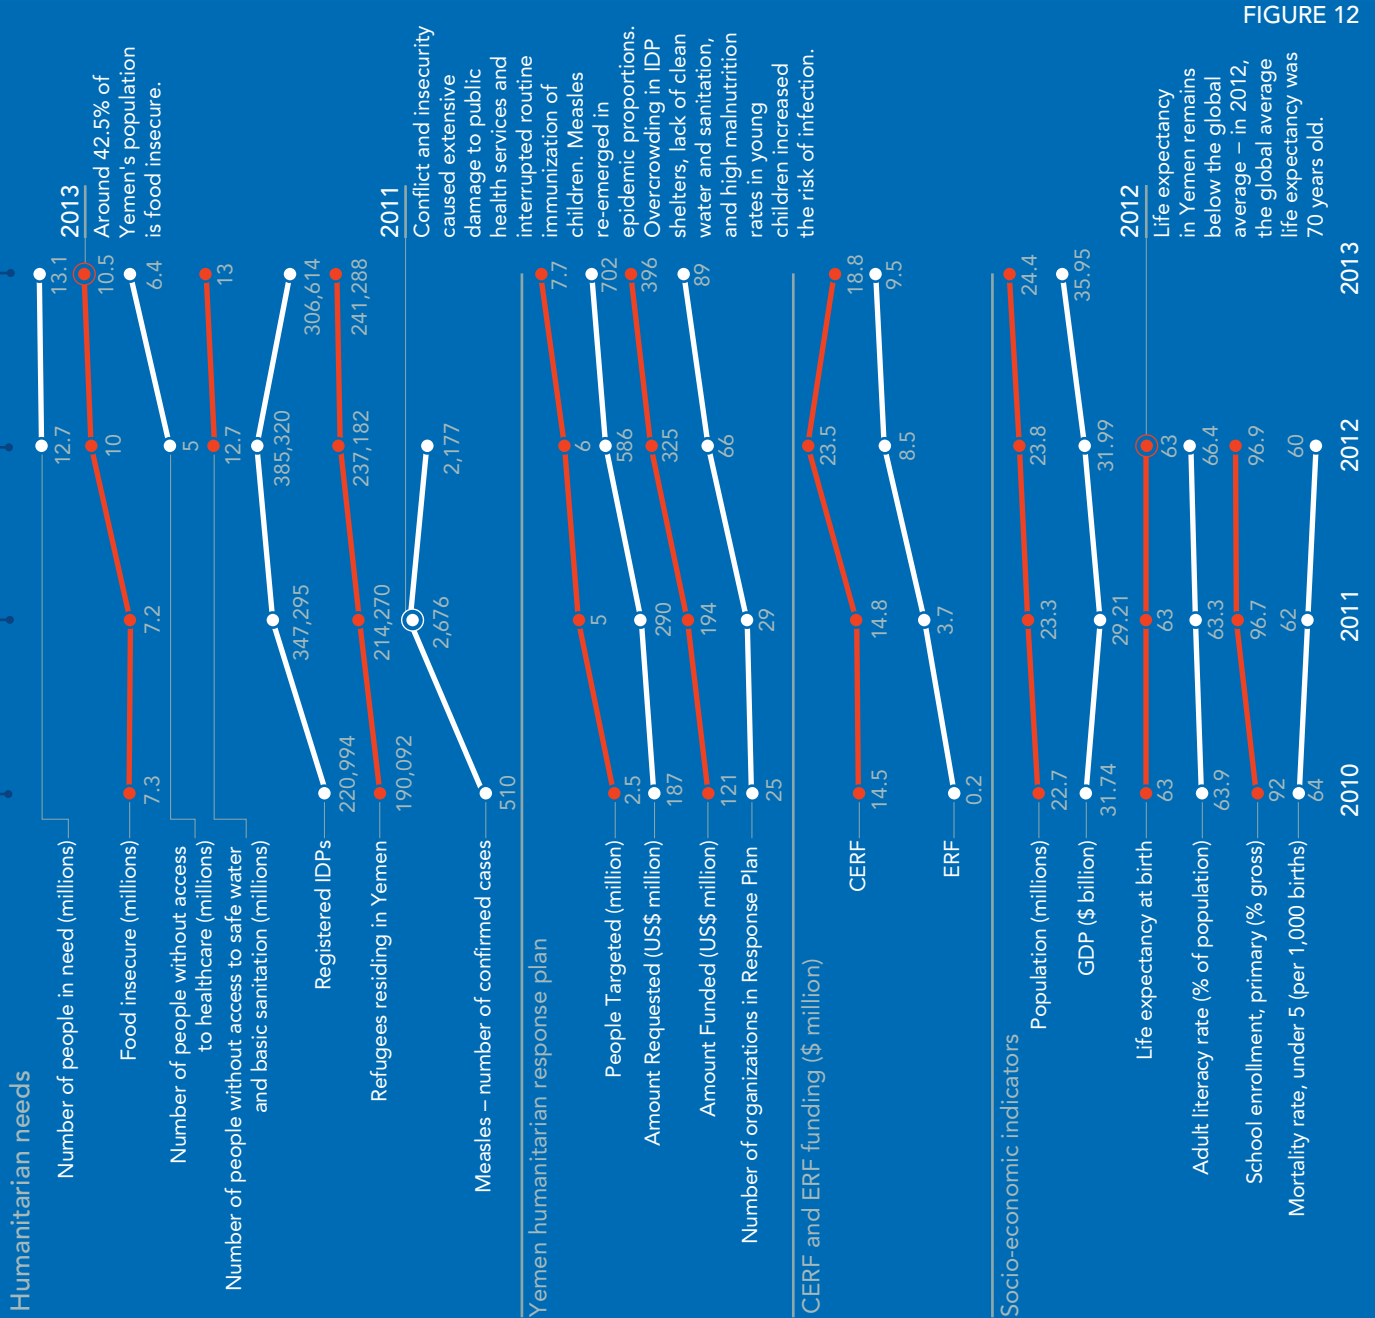 FIGURE 12
Humanitarian needs
Number of people in need (millions)
12.7
13.1
Food insecure (millions)
7.3
7.2
10
10.5
Number of people without access
to healthcare (millions)
5
6.4
Number of people without access to safe water
and basic sanitation (millions)
12.7
13
Registered IDPs
220,994
347,295
385,320
306,614
Refugees residing in Yemen
190,092
214,270
237,182
241,288
Measles – number of confirmed cases
510
2,676
2,177
2013
Around 42.5% of
Yemen's population
is food insecure.
2011
Conflict and insecurity
caused extensive
damage to public
health services and
interrupted routine
immunization of
children. Measles
re-emerged in
epidemic proportions.
Overcrowding in IDP
shelters, lack of clean
water and sanitation,
and high malnutrition
rates in young
children increased
the risk of infection.
Yemen humanitarian response plan
People Targeted (million)
2.5
5
6
7.7
Amount Requested (US$ million)
187
290
586
702
Amount Funded (US$ million)
121
194
325
396
Number of organizations in Response Plan
25
29
66
89
CERF and ERF funding ($ million)
CERF
14.5
14.8
23.5
18.8
ERF
0.2
3.7
8.5
9.5
Socio-economic indicators
Population (millions)
22.7
23.3
23.8
24.4
GDP ($ billion)
31.74
29.21
31.99
35.95
Life expectancy at birth
63
63
63
Adult literacy rate (% of population)
63.9
63.3
66.4
School enrollment, primary (% gross)
92
96.7
96.9
Mortality rate, under 5 (per 1,000 births)
64
62
60
2012
Life expectancy
in Yemen remains
below the global
average – in 2012,
the global average
life expectancy was
70 years old.
2010
2011
2012
2013